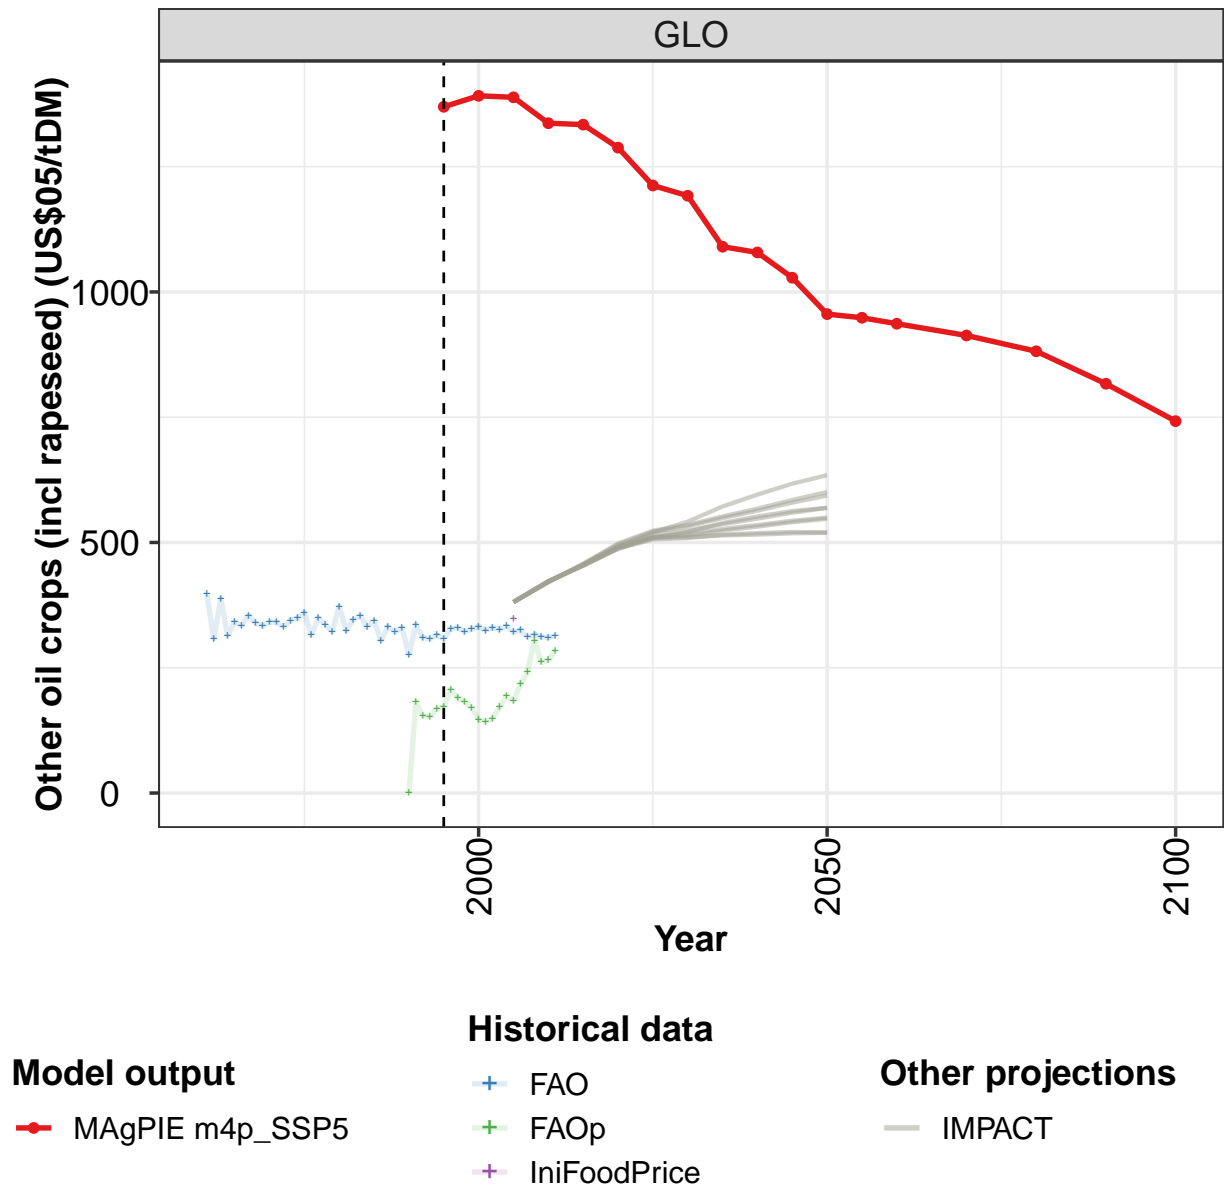 GLO
Other oil crops (incl rapeseed) (US$05/tDM)
1000
500
0
2000
2050
2100
Year
Model output
MAgPIE m4p_SSP5
Historical data
FAO
FAOp
IniFoodPrice
Other projections
IMPACT